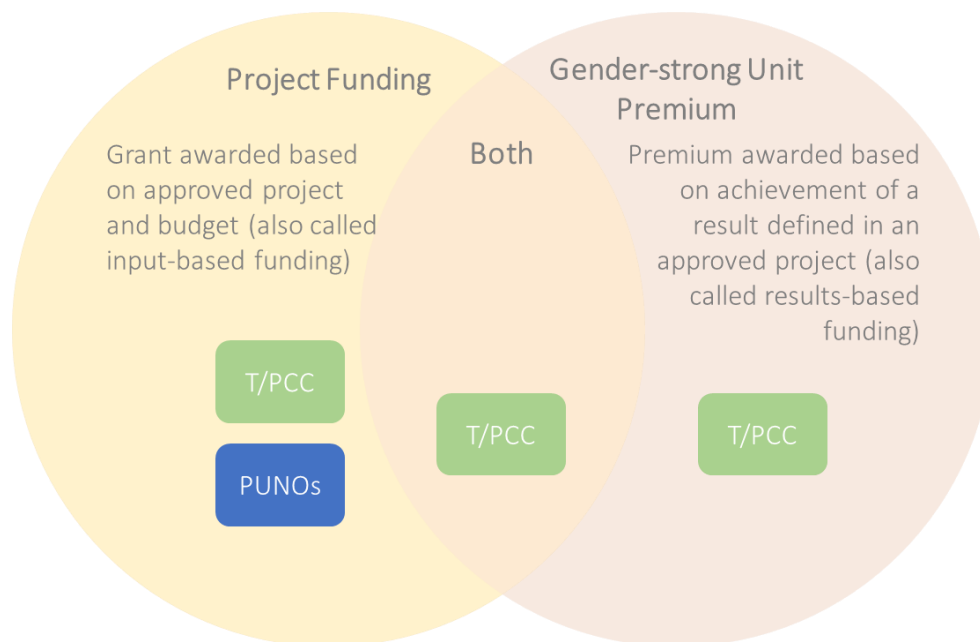 Project Funding
Grant awarded based
on approved project
and budget (also called
input-based funding)
T/PCC
PUNOs
Both
T/PCC
Gender-strong Unit
Premium
Premium awarded based
on achievement of a
result defined in an
approved project (also
called results-based
funding)
T/PCC